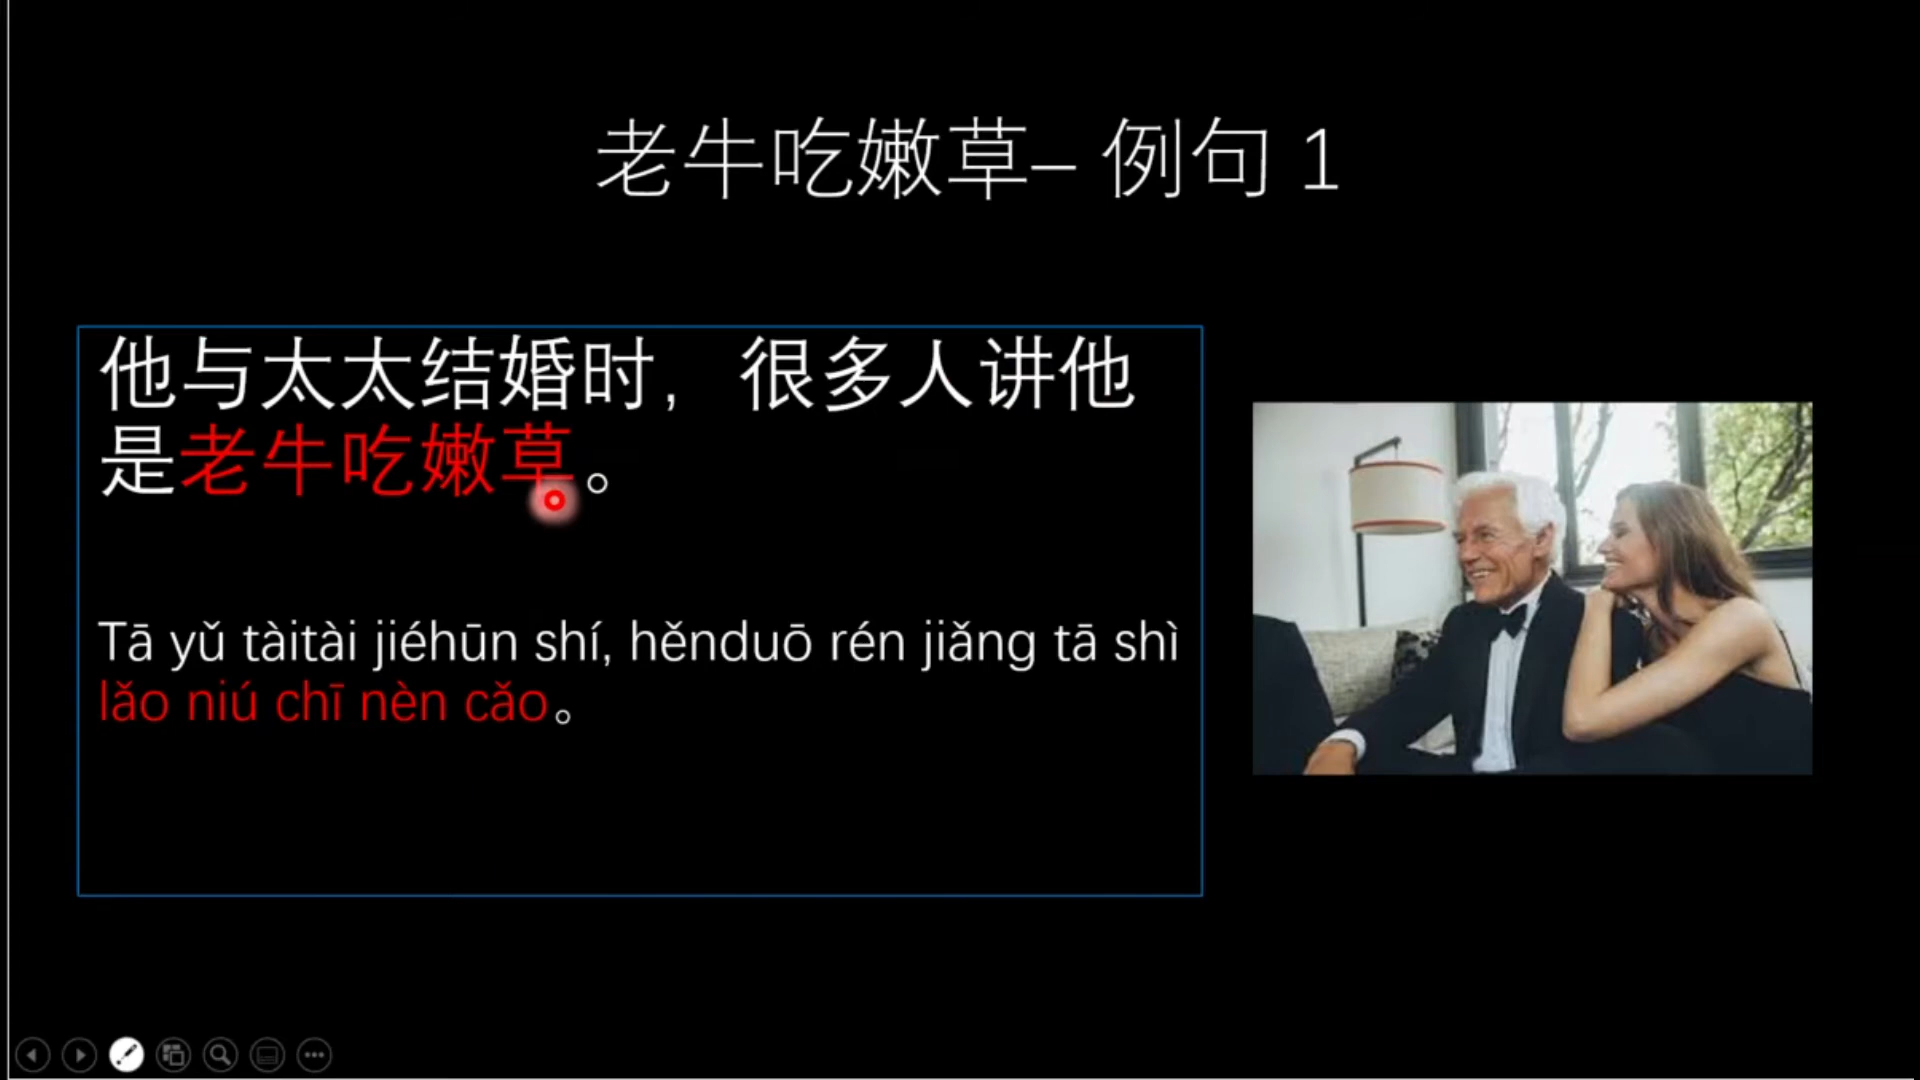 老牛吃嫩草– 例句 1
他与太太结婚时，很多人讲他
是老牛吃嫩草。
Tā yǔ tàitài jiéhūn shí, hěnduō rén jiǎng tā shì
lǎo niú chī nèn cǎo。